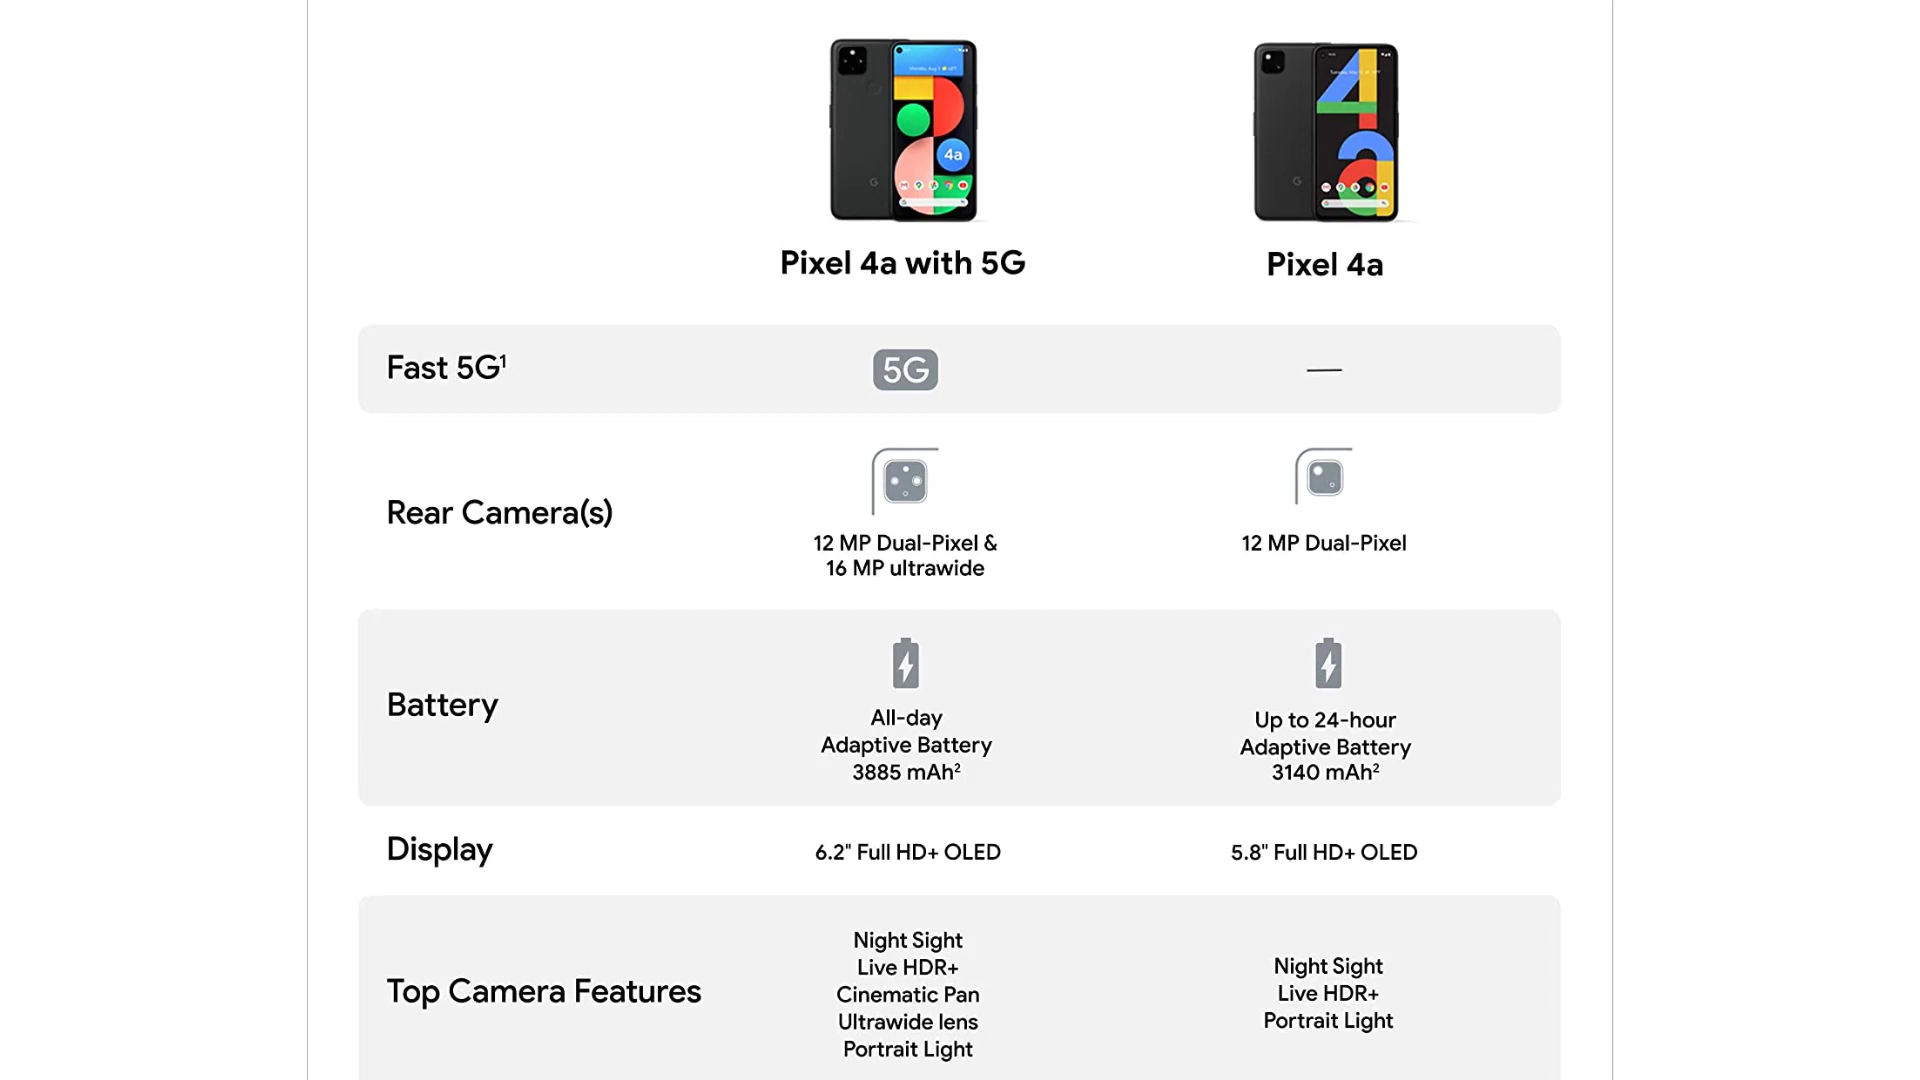 4a
Pixel 4a with 5G
Pixel 4a
Fast 5G¹
5G
—
Rear Camera(s)
12 MP Dual-Pixel &
16 MP ultrawide
12 MP Dual-Pixel
Battery
All-day
Adaptive Battery
3885 mAh²
Up to 24-hour
Adaptive Battery
3140 mAh²
Display
6.2" Full HD+ OLED
5.8" Full HD+ OLED
Top Camera Features
Night Sight
Live HDR+
Cinematic Pan
Ultrawide lens
Portrait Light
Night Sight
Live HDR+
Portrait Light